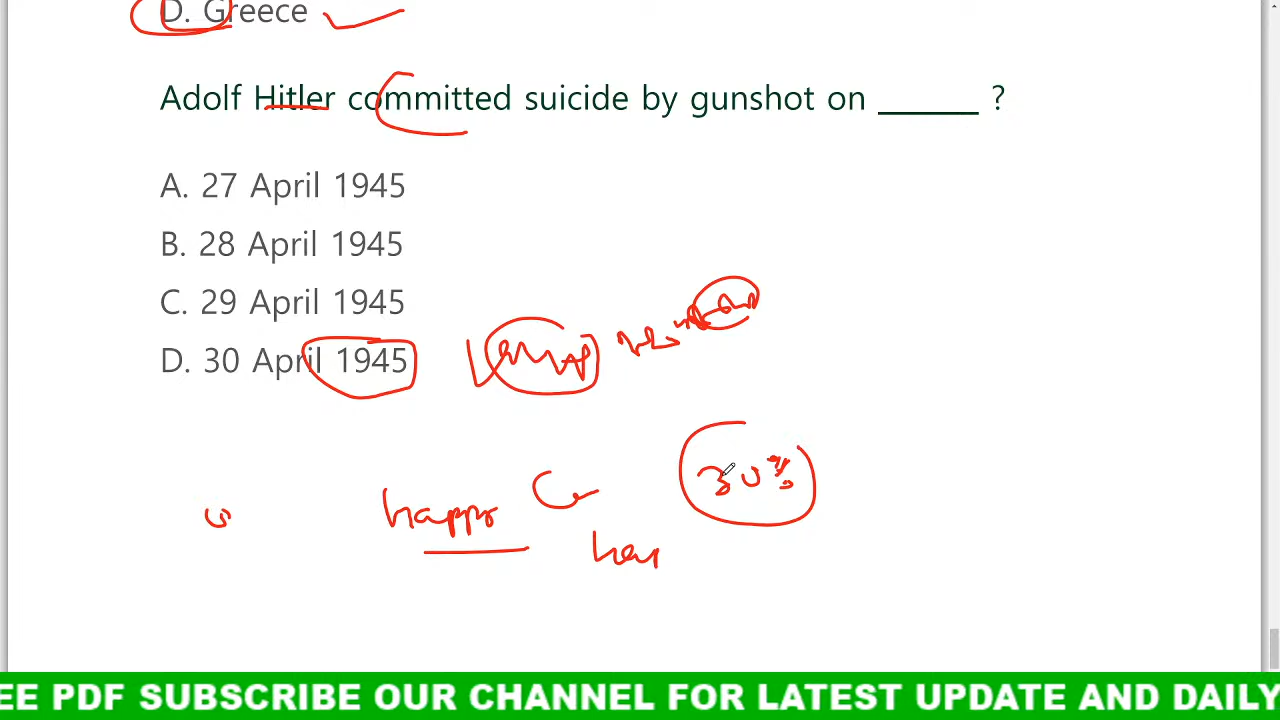 D. Greece
Adolf Hitler committed suicide by gunshot on ______ ?
A. 27 April 1945
B. 28 April 1945
C. 29 April 1945
D. 30 April 1945
happy
EE PDF SUBSCRIBE OUR CHANNEL FOR LATEST UPDATE AND DAILY